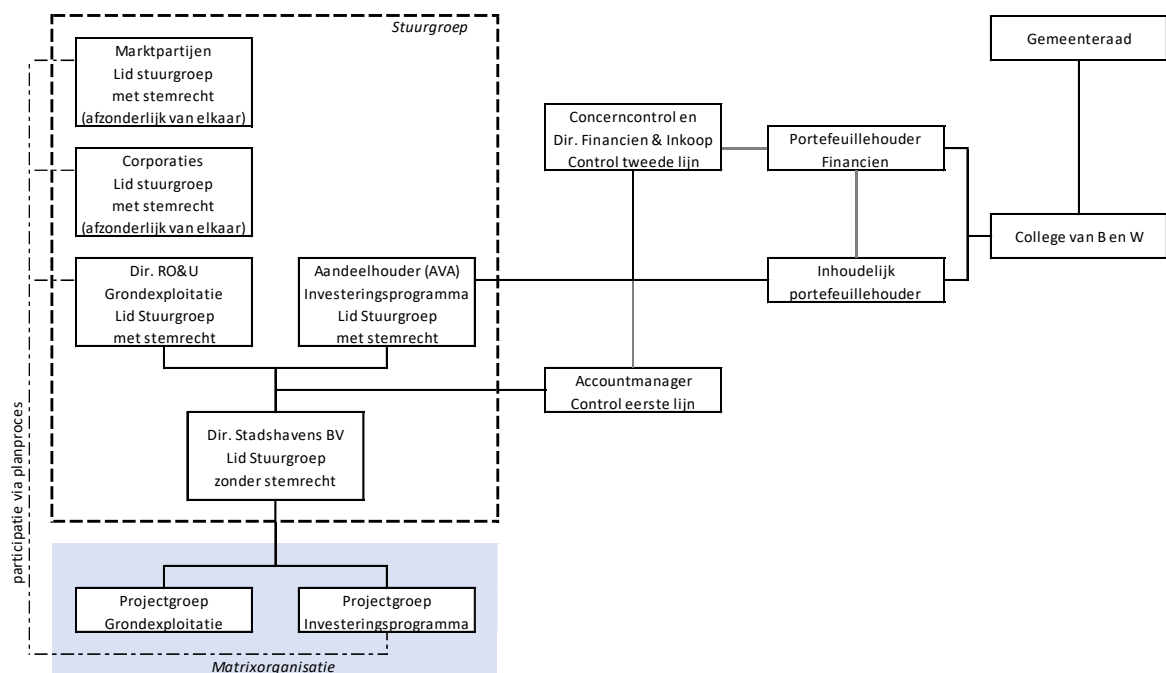 Stuurgroep
Marktpartijen
Lid stuurgroep
met stemrecht
(afzonderlijk van elkaar)
Corporaties
Lid stuurgroep
met stemrecht
(afzonderlijk van elkaar)
Dir. RO&U
Grondexploitatie
Lid Stuurgroep
met stemrecht
Aandeelhouder (AVA)
Investeringsprogramma
Lid Stuurgroep
met stemrecht
Dir. Stadshavens BV
Lid Stuurgroep
zonder stemrecht
Projectgroep
Grondexploitatie
Projectgroep
Investeringsprogramma
Matrixorganisatie
participatie via planproces
Concerncontrol en
Dir. Financien & Inkoop
Control tweede lijn
Accountmanager
Control eerste lijn
Portefeuillehouder
Financien
Inhoudelijk
portefeuillehouder
Gemeenteraad
College van B en W